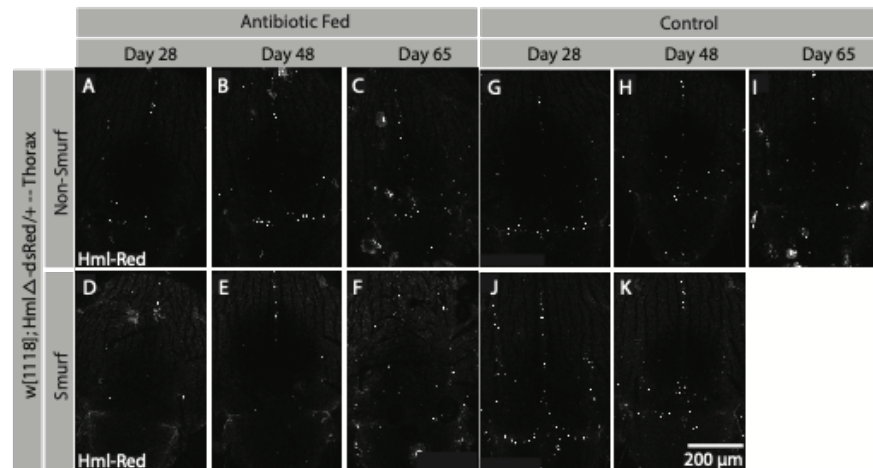 Antibiotic Fed Control
Day 28 Day 48 Day 65 Day 28 Day 48 Day 65
w[1118]; Hml△-dsRed/+ -- Thorax
Non-Smurf
A B C G H I
Hml-Red
Smurf
D E F J K
Hml-Red
200 µm